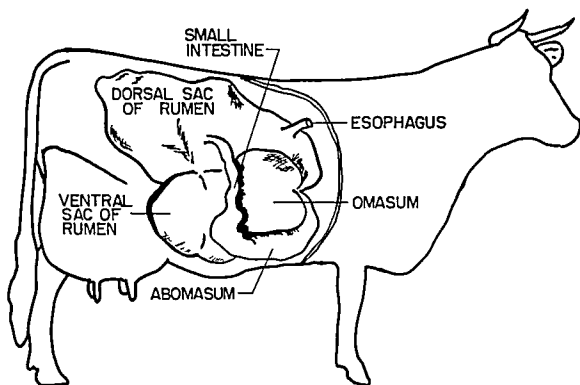 SMALL
INTESTINE
DORSAL SAC
OF RUMEN
ESOPHAGUS
VENTRAL
SAC OF
RUMEN
OMASUM
ABOMASUM